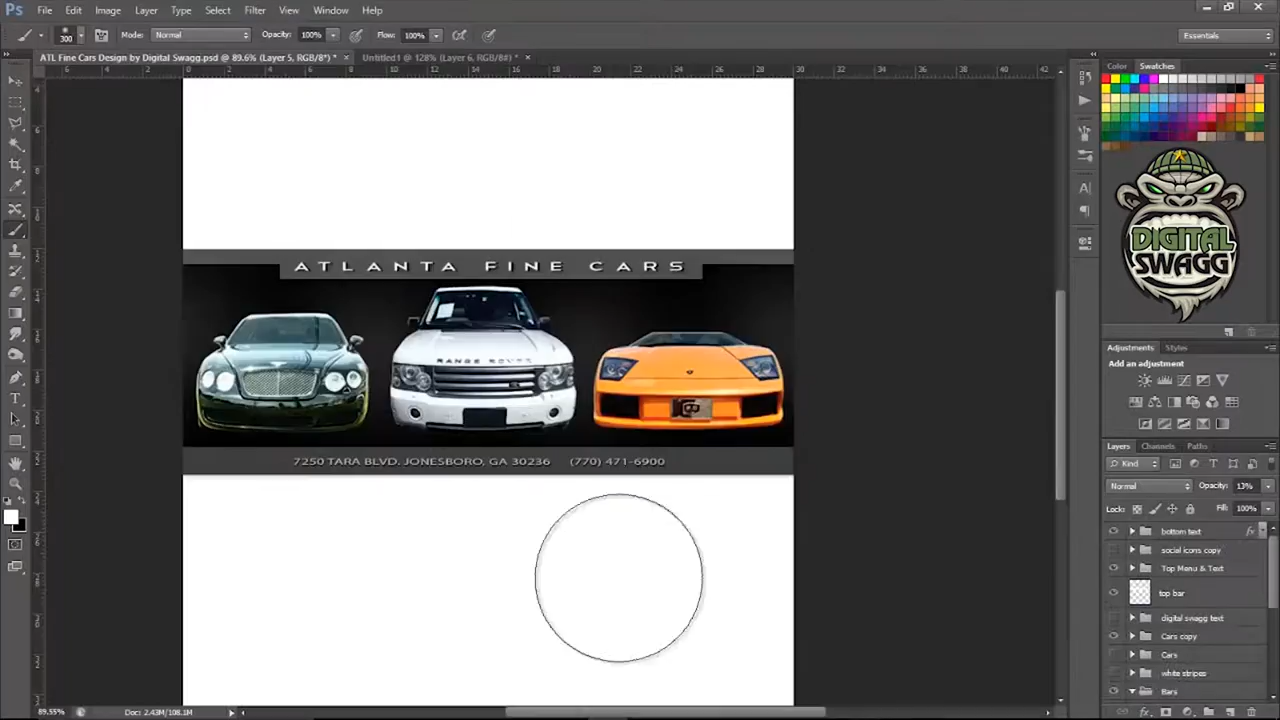 Ps File Edit Image Layer Type Select Filter View Window Help
300 Mode: Normal Opacity: 100% Flow: 100% Essentials
ATL Fine Cars Design by Digital Swagg.psd @ 89.6% (Layer 5, RGB/8*) * × Untitled1 @ 128% (Layer 6, RGB/8#) * ×
Color Swatches
DIGITAL
SWAGG
ATLANTA FINE CARS
RANGE ROVER
7250 TARA BLVD. JONESBORO, GA 30236 (770) 471-6900
Adjustments Styles
Add an adjustment
Layers Channels Paths
Kind
Normal Opacity: 13%
Lock: Fill: 100%
bottom text fx
social icons copy
Top Menu & Text
top bar
digital swagg text
Cars copy
Cars
white stripes
Bars
89.55% Doc: 2.43M/108.1M